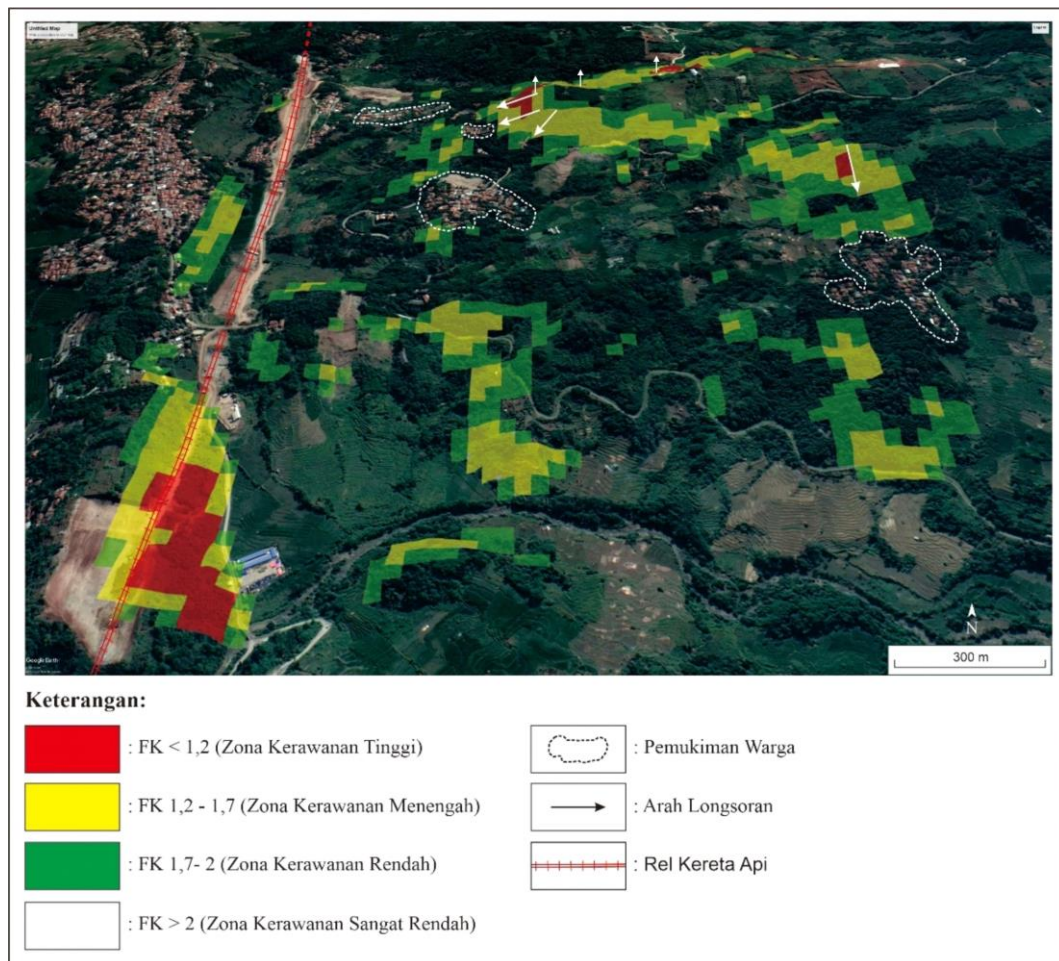 Untitled Map
N
300 m
Google Earth
Keterangan:
: FK < 1,2 (Zona Kerawanan Tinggi)
: FK 1,2 - 1,7 (Zona Kerawanan Menengah)
: FK 1,7- 2 (Zona Kerawanan Rendah)
: FK > 2 (Zona Kerawanan Sangat Rendah)
: Pemukiman Warga
: Arah Longsoran
: Rel Kereta Api